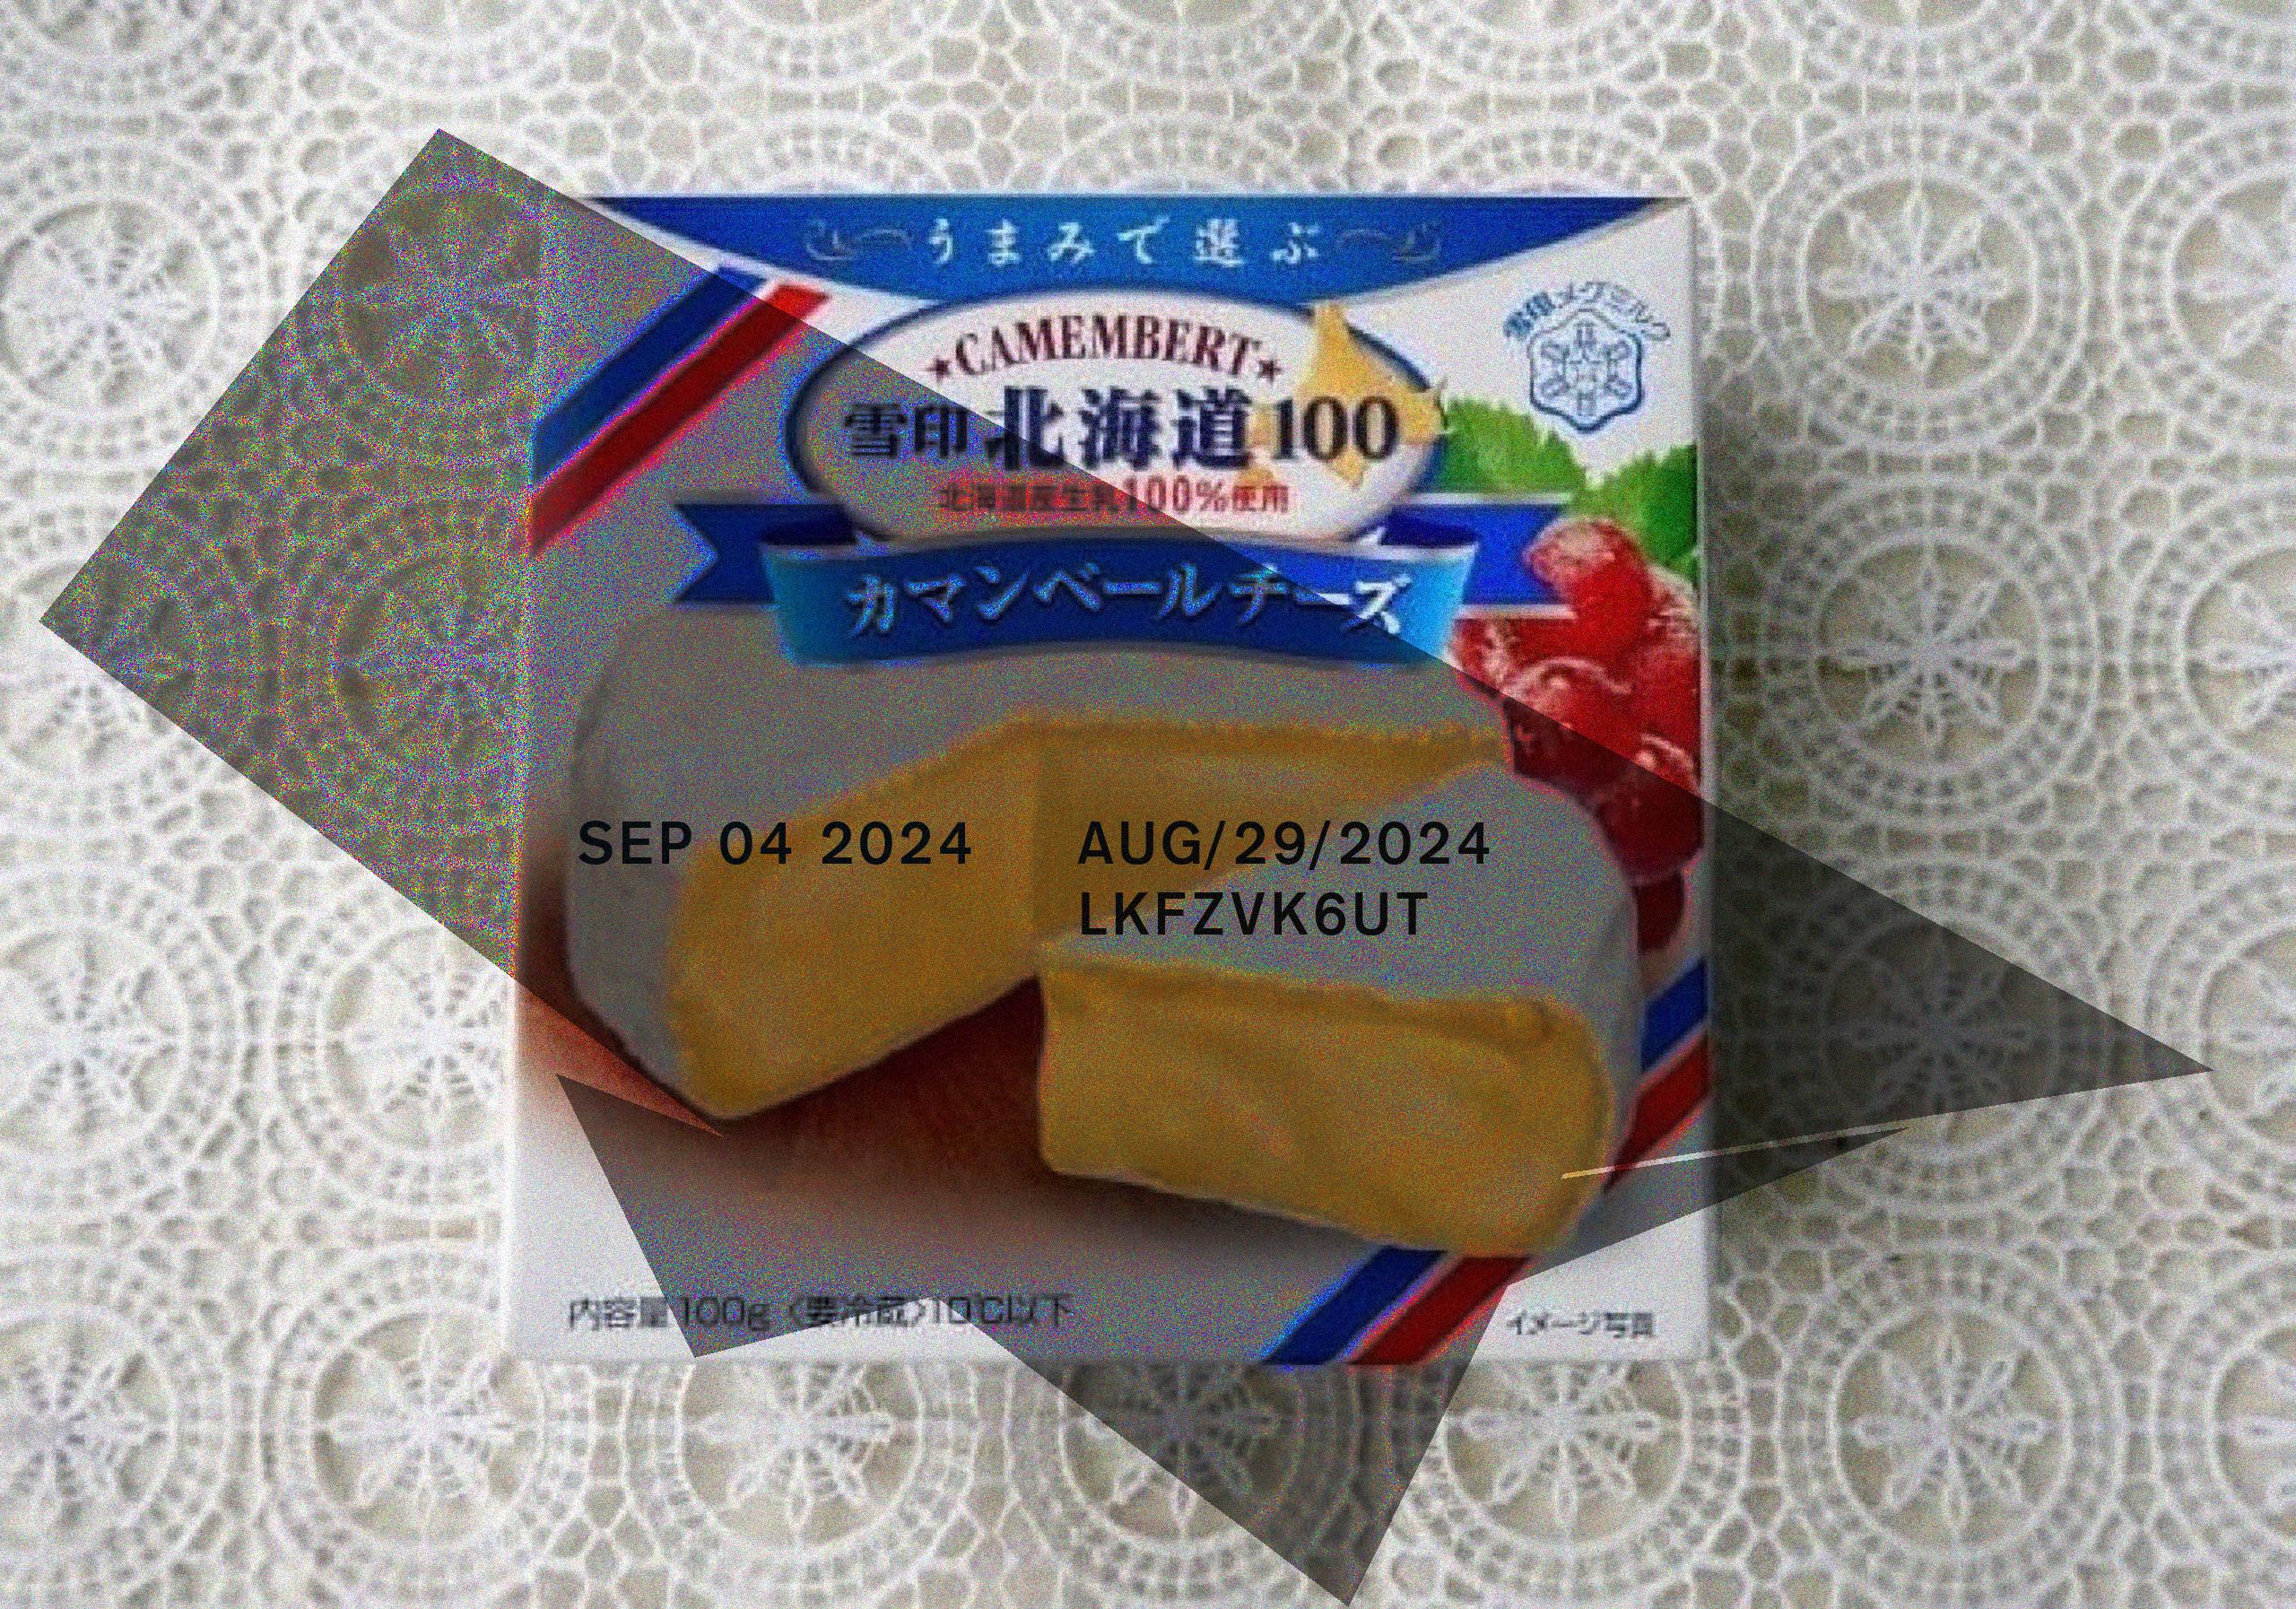 うまみで選ぶ
雪印メグミルク
★CAMEMBERT★
雪印 北海道100
北海道産生乳100%使用
カマンベールチーズ
SEP 04 2024
AUG/29/2024
LKFZVK6UT
内容量100g〈要冷蔵〉10℃以下
イメージ写真